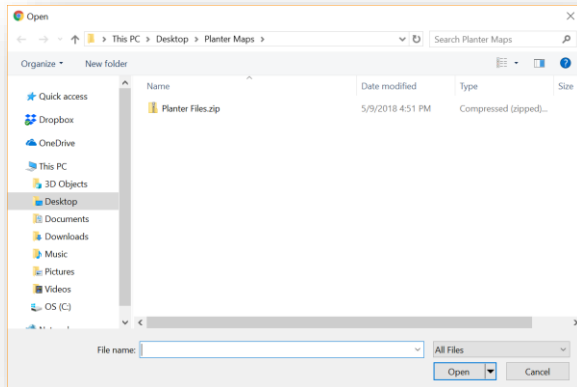 Open
This PC > Desktop > Planter Maps >
Search Planter Maps
Organize
New folder
Name
Date modified
Type
Size
Quick access
Dropbox
OneDrive
This PC
3D Objects
Desktop
Documents
Downloads
Music
Pictures
Videos
OS (C:)
Planter Files.zip
5/9/2018 4:51 PM
Compressed (zipped)...
File name:
All Files
Open
Cancel